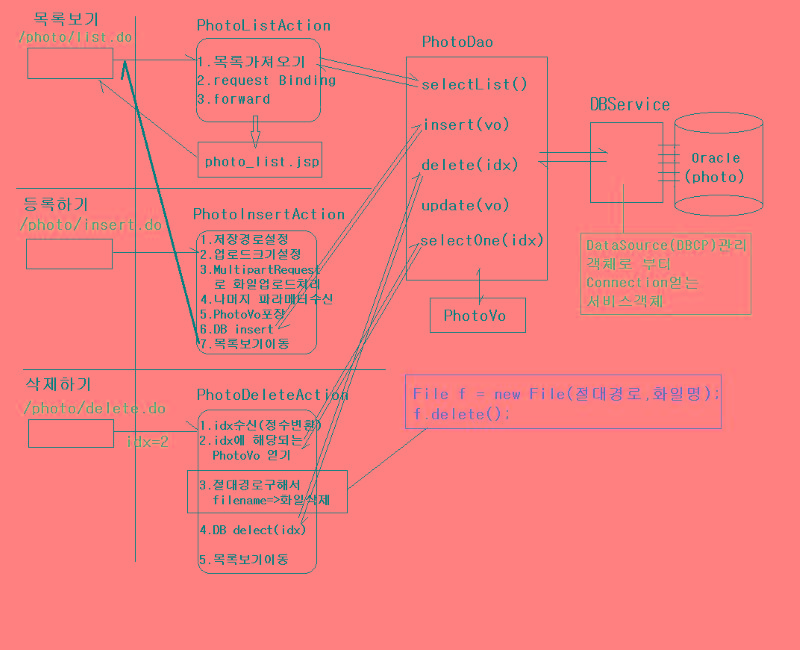 목록보기
/photo/list.do
PhotoListAction
1.목록가져오기
2.request Binding
3.forward
photo_list.jsp
PhotoDao
selectList()
insert(vo)
delete(idx)
update(vo)
selectOne(idx)
PhotoVo
DBService
Oracle
(photo)
DataSource(DBCP)관리
객체로 부터
Connection얻는
서비스객체
등록하기
/photo/insert.do
PhotoInsertAction
1.저장경로설정
2.업로드크기설정
3.MultipartRequest
로 화일업로드처리
4.나머지 파라메터수신
5.PhotoVo포장
6.DB insert
7.목록보기이동
삭제하기
/photo/delete.do
idx=2
PhotoDeleteAction
1.idx수신(정수변환)
2.idx에 해당되는
PhotoVo 얻기
3.절대경로구해서
filename=>화일삭제
4.DB delect(idx)
5.목록보기이동
File f = new File(절대경로,화일명);
f.delete();